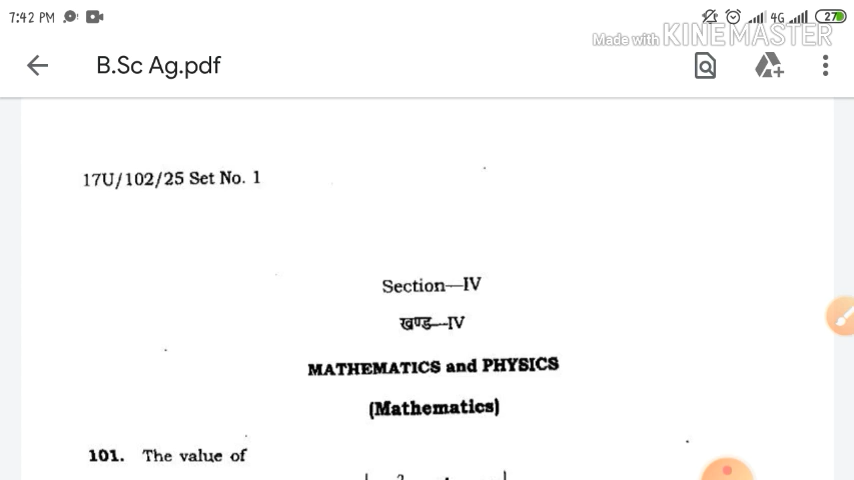 7:42 PM 4G 27
Made with KINEMASTER
B.Sc Ag.pdf
17U/102/25 Set No. 1
Section—IV
खण्ड—IV
MATHEMATICS and PHYSICS
(Mathematics)
101. The value of